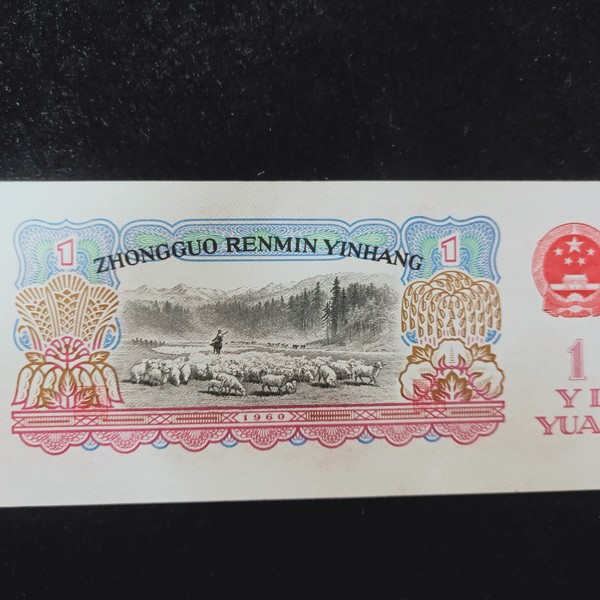 1
1
ZHONGGUO RENMIN YINHANG
1960
1
YI
YUA